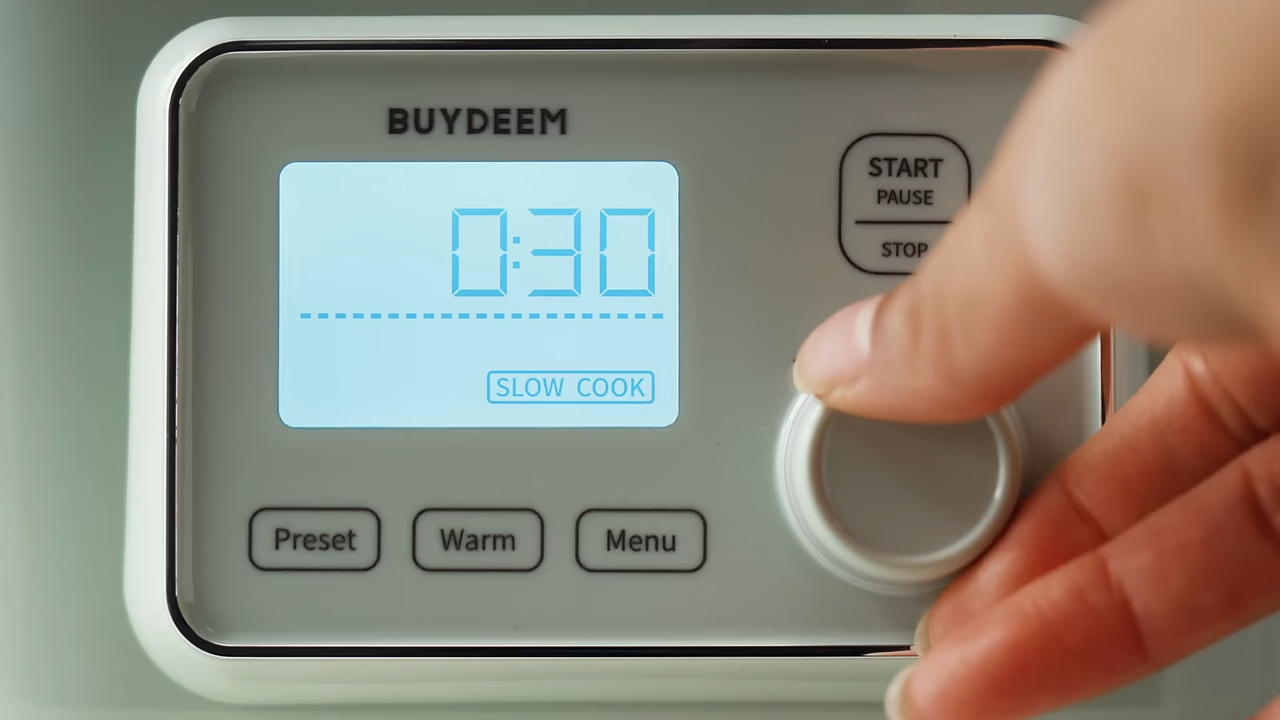 BUYDEEM
0:30
SLOW COOK
START
PAUSE
STOP
Preset
Warm
Menu